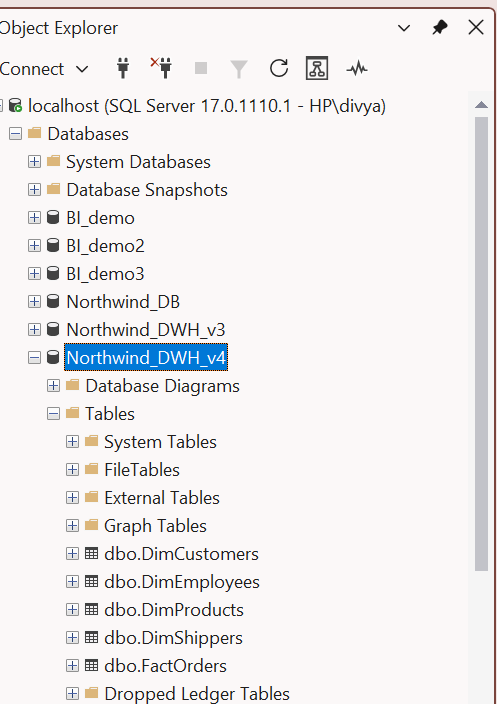 Object Explorer
Connect
localhost (SQL Server 17.0.1110.1 - HP\divya)
Databases
System Databases
Database Snapshots
BI_demo
BI_demo2
BI_demo3
Northwind_DB
Northwind_DWH_v3
Northwind_DWH_v4
Database Diagrams
Tables
System Tables
FileTables
External Tables
Graph Tables
dbo.DimCustomers
dbo.DimEmployees
dbo.DimProducts
dbo.DimShippers
dbo.FactOrders
Dropped Ledger Tables